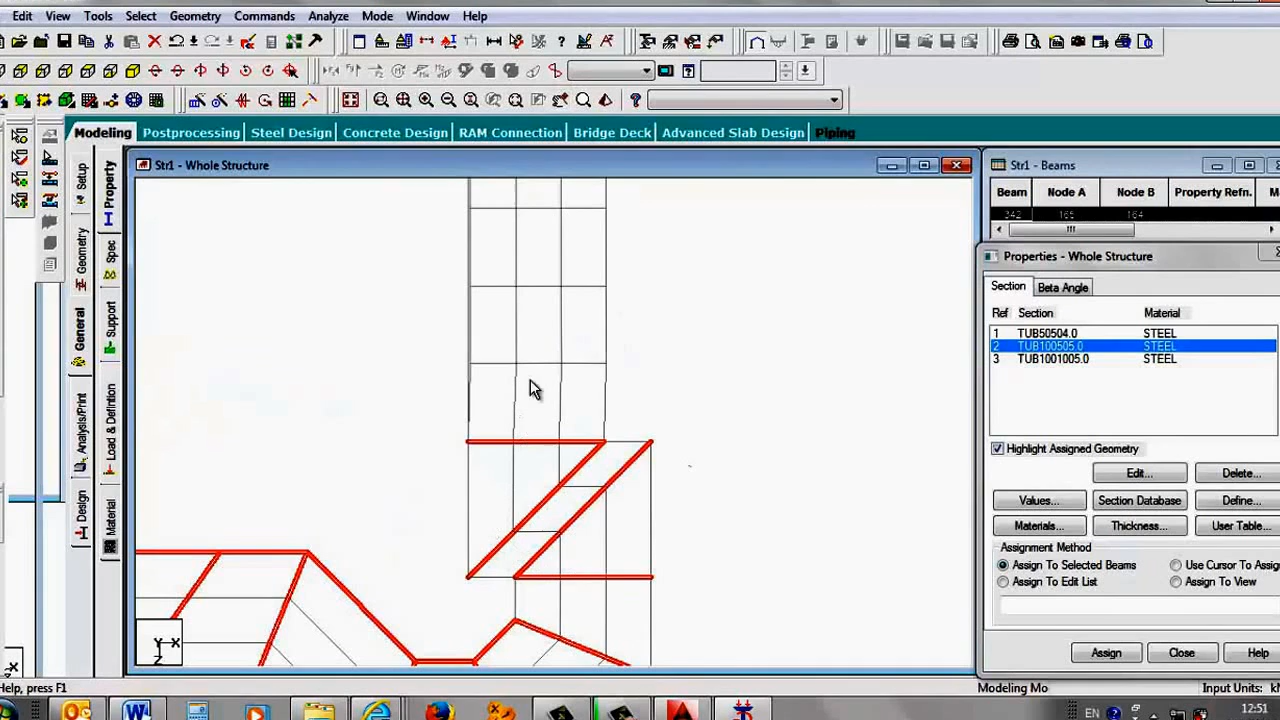 Edit View Tools Select Geometry Commands Analyze Mode Window Help
Modeling Postprocessing Steel Design Concrete Design RAM Connection Bridge Deck Advanced Slab Design Piping
Setup
Geometry
General
Analysis/Print
Design
Property
Spec
Support
Load & Definition
Material
Str1 - Whole Structure
Str1 - Beams
Beam Node A Node B Property Refn.
342 165 164
Properties - Whole Structure
Section Beta Angle
Ref Section Material
1 TUB50504.0 STEEL
2 TUB100505.0 STEEL
3 TUB1001005.0 STEEL
Highlight Assigned Geometry
Edit... Delete...
Values... Section Database Define...
Materials... Thickness... User Table...
Assignment Method
Assign To Selected Beams Use Cursor To Assig
Assign To Edit List Assign To View
Assign Close Help
Y X
Z
Help, press F1
Modeling Mo Input Units:
EN 12:51